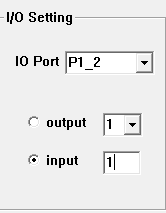 I/O Setting
IO Port P1_2
output 1
input 1